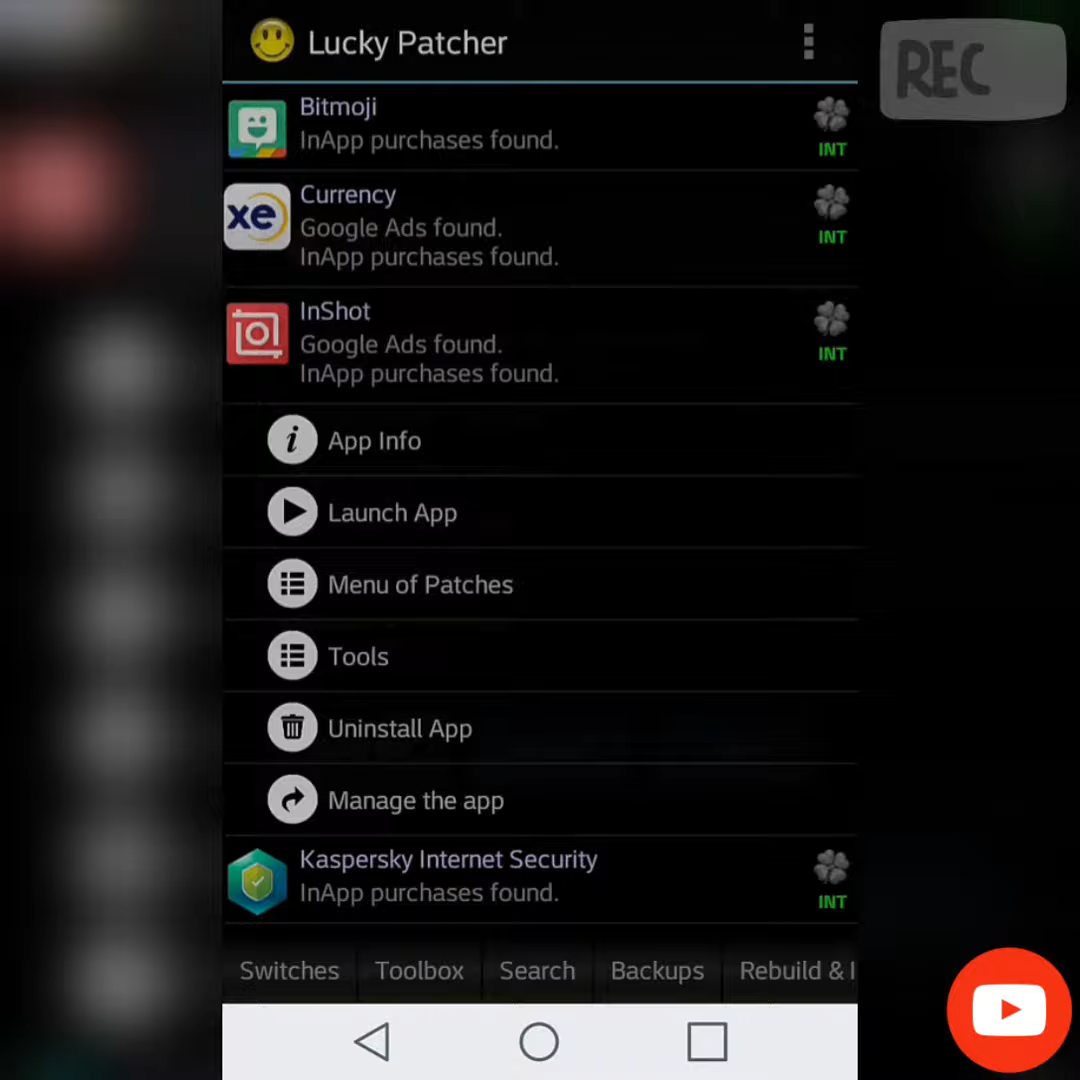 Lucky Patcher
REC
Bitmoji
InApp purchases found.
INT
xe
Currency
Google Ads found.
InApp purchases found.
INT
InShot
Google Ads found.
InApp purchases found.
INT
i
App Info
Launch App
Menu of Patches
Tools
Uninstall App
Manage the app
Kaspersky Internet Security
InApp purchases found.
INT
Switches
Toolbox
Search
Backups
Rebuild & I